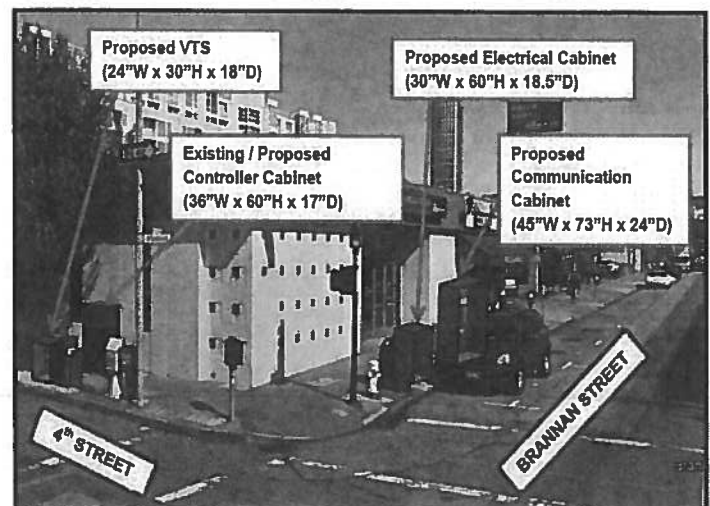 Proposed VTS
(24"W x 30"H x 18"D)
Proposed Electrical Cabinet
(30"W x 60"H x 18.5"D)
Existing / Proposed
Controller Cabinet
(36"W x 60"H x 17"D)
Proposed
Communication
Cabinet
(45"W x 73"H x 24"D)
4th STREET
BRANNAN STREET